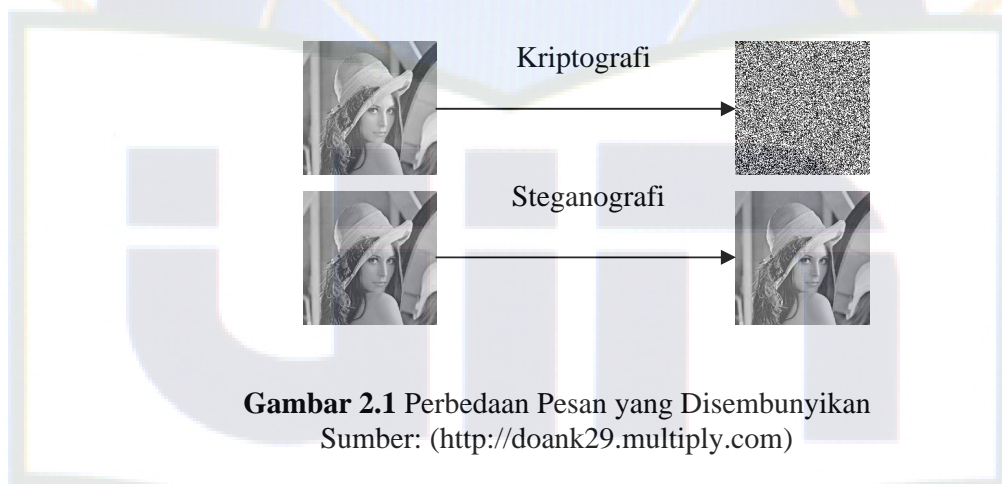 Kriptografi
Steganografi
Gambar 2.1 Perbedaan Pesan yang Disembunyikan
Sumber: (http://doank29.multiply.com)